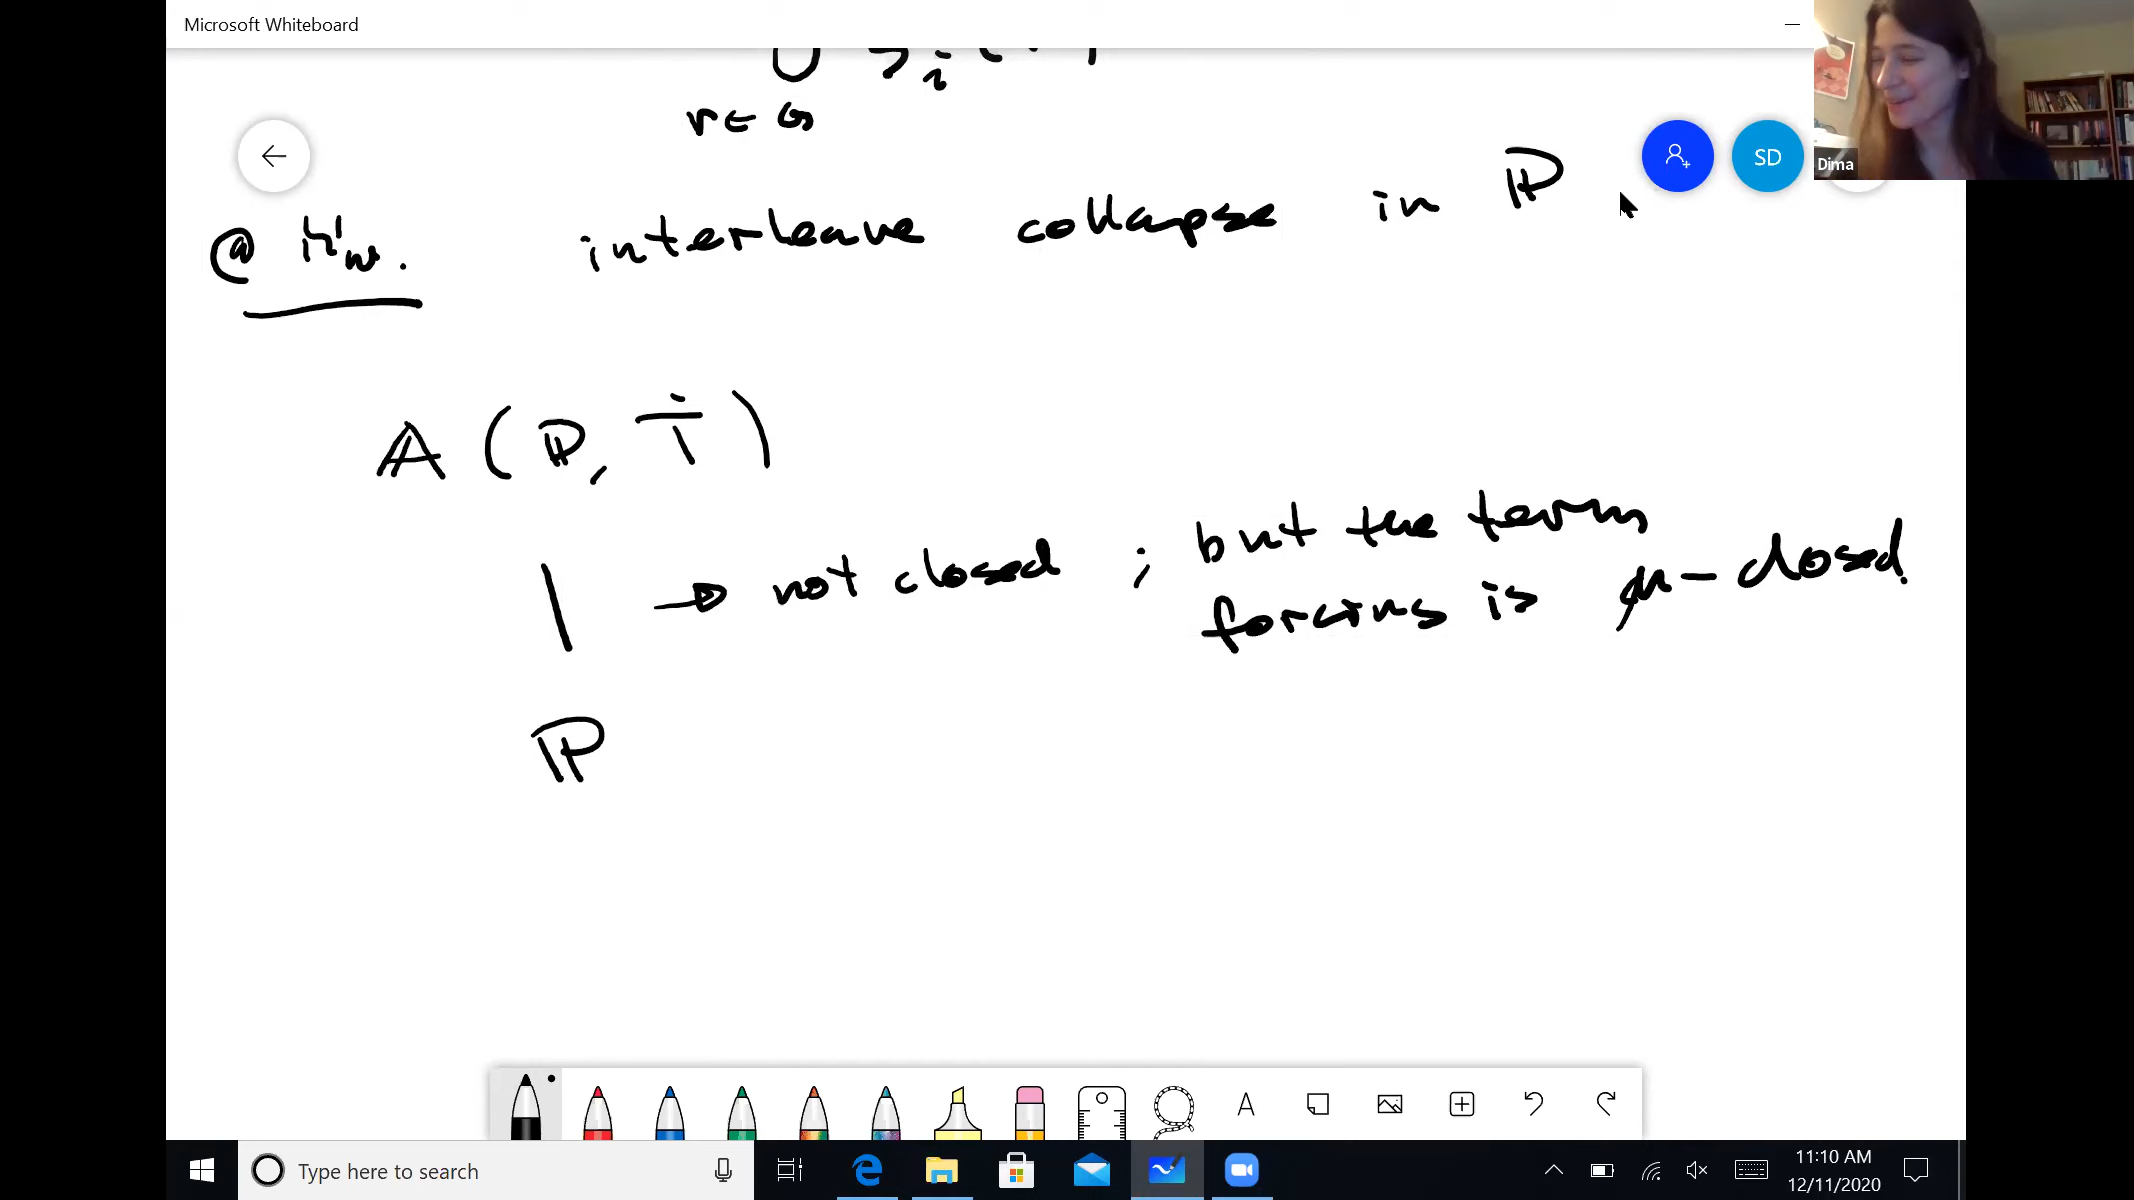 Microsoft Whiteboard
r ∈ G
Dima
SD
@ ℵω. interleave collapse in ℙ
𝔸 (ℙ, Ṫ)
→ not closed ; but the term
forcing is μ-closed.
ℙ
Type here to search
11:10 AM
12/11/2020